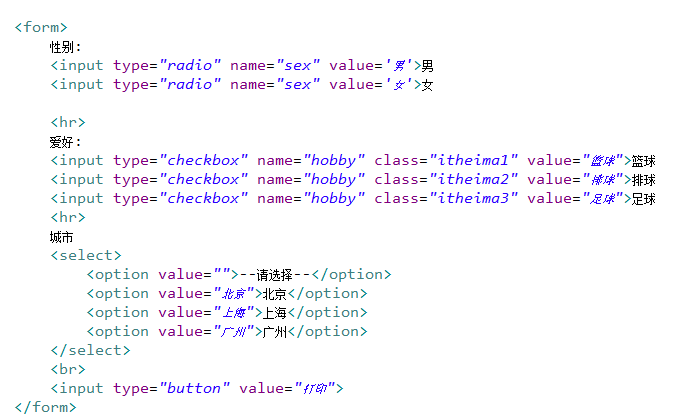 <form>
性别:
<input type="radio" name="sex" value='男'>男
<input type="radio" name="sex" value='女'>女
<hr>
爱好:
<input type="checkbox" name="hobby" class="itheima1" value="篮球">篮球
<input type="checkbox" name="hobby" class="itheima2" value="排球">排球
<input type="checkbox" name="hobby" class="itheima3" value="足球">足球
<hr>
城市
<select>
<option value="">--请选择--</option>
<option value="北京">北京</option>
<option value="上海">上海</option>
<option value="广州">广州</option>
</select>
<br>
<input type="button" value="打印">
</form>